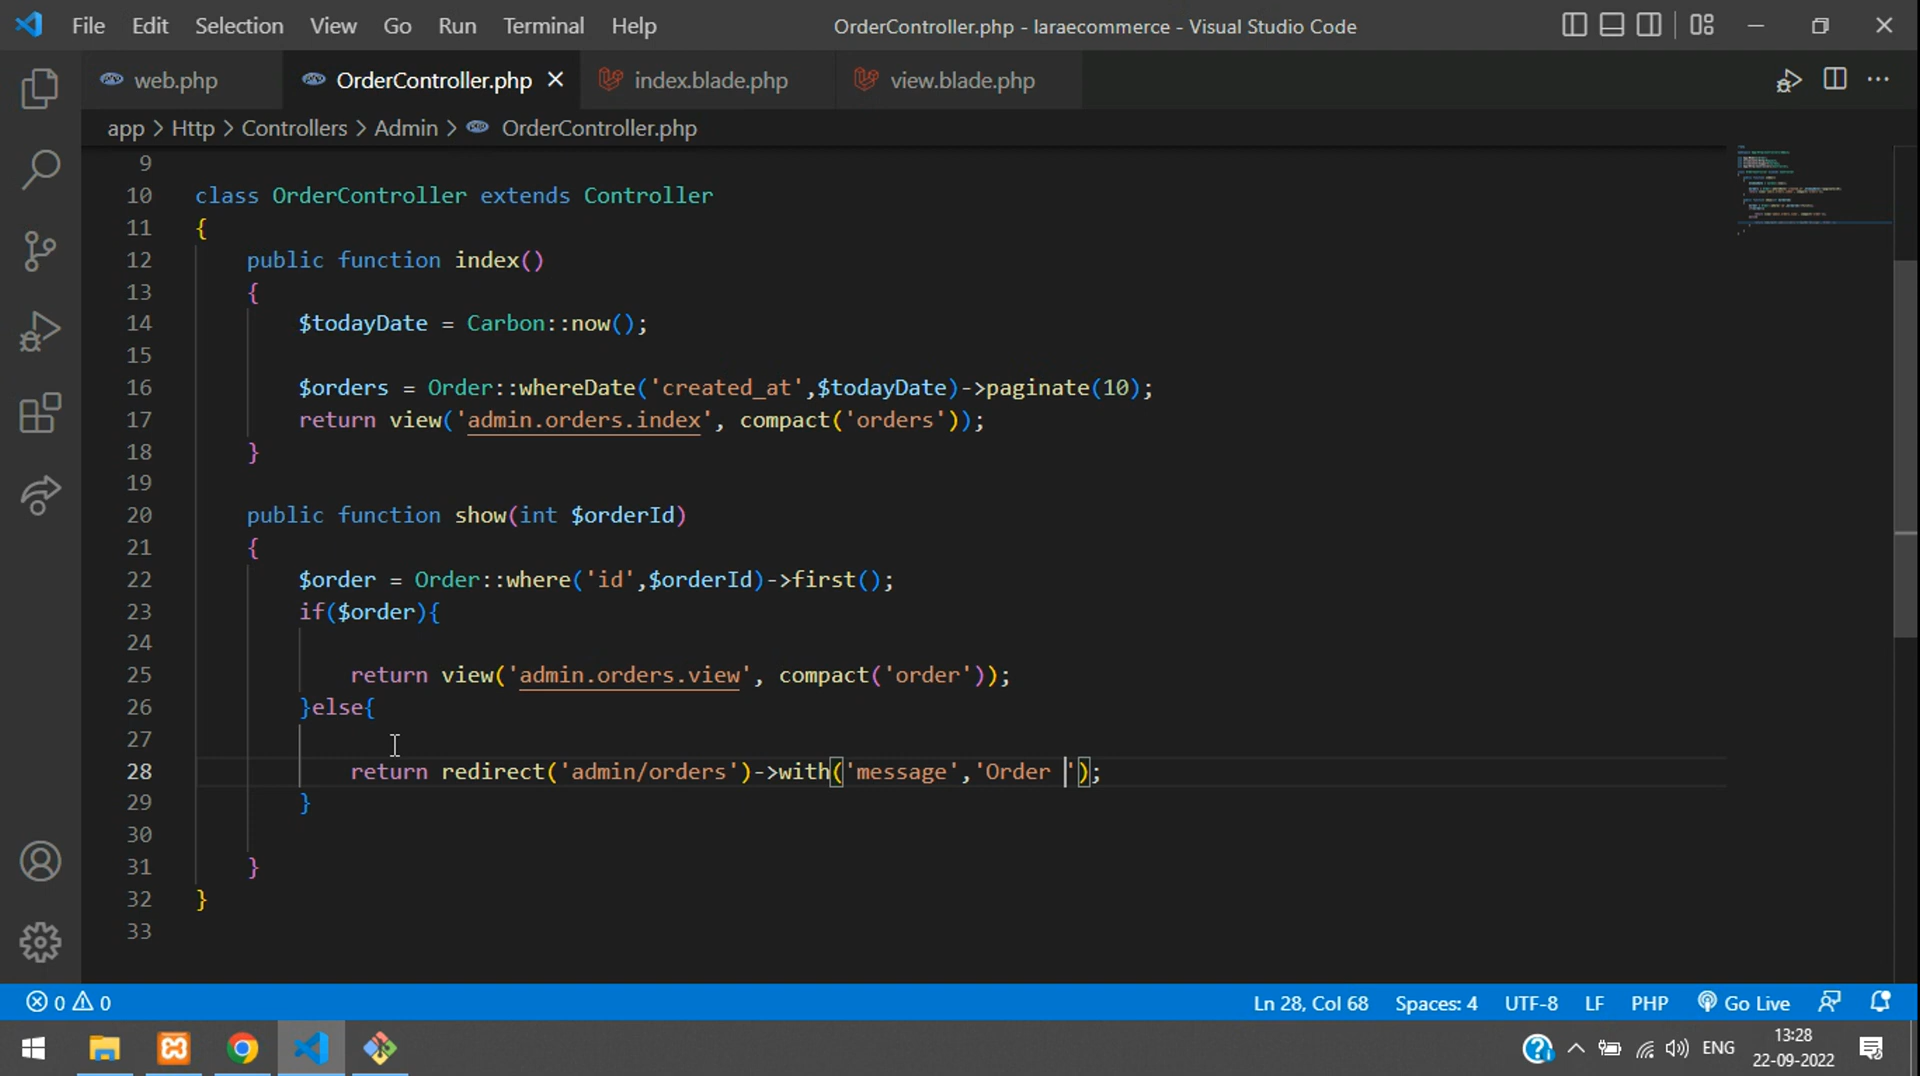 File Edit Selection View Go Run Terminal Help
OrderController.php - laraecommerce - Visual Studio Code
web.php OrderController.php index.blade.php view.blade.php
app > Http > Controllers > Admin > OrderController.php
9
10 class OrderController extends Controller
11 {
12 public function index()
13 {
14 $todayDate = Carbon::now();
15
16 $orders = Order::whereDate('created_at',$todayDate)->paginate(10);
17 return view('admin.orders.index', compact('orders'));
18 }
19
20 public function show(int $orderId)
21 {
22 $order = Order::where('id',$orderId)->first();
23 if($order){
24
25 return view('admin.orders.view', compact('order'));
26 }else{
27
28 return redirect('admin/orders')->with('message','Order ');
29 }
30
31 }
32 }
33
0 0 Ln 28, Col 68 Spaces: 4 UTF-8 LF PHP Go Live
ENG 13:28
22-09-2022